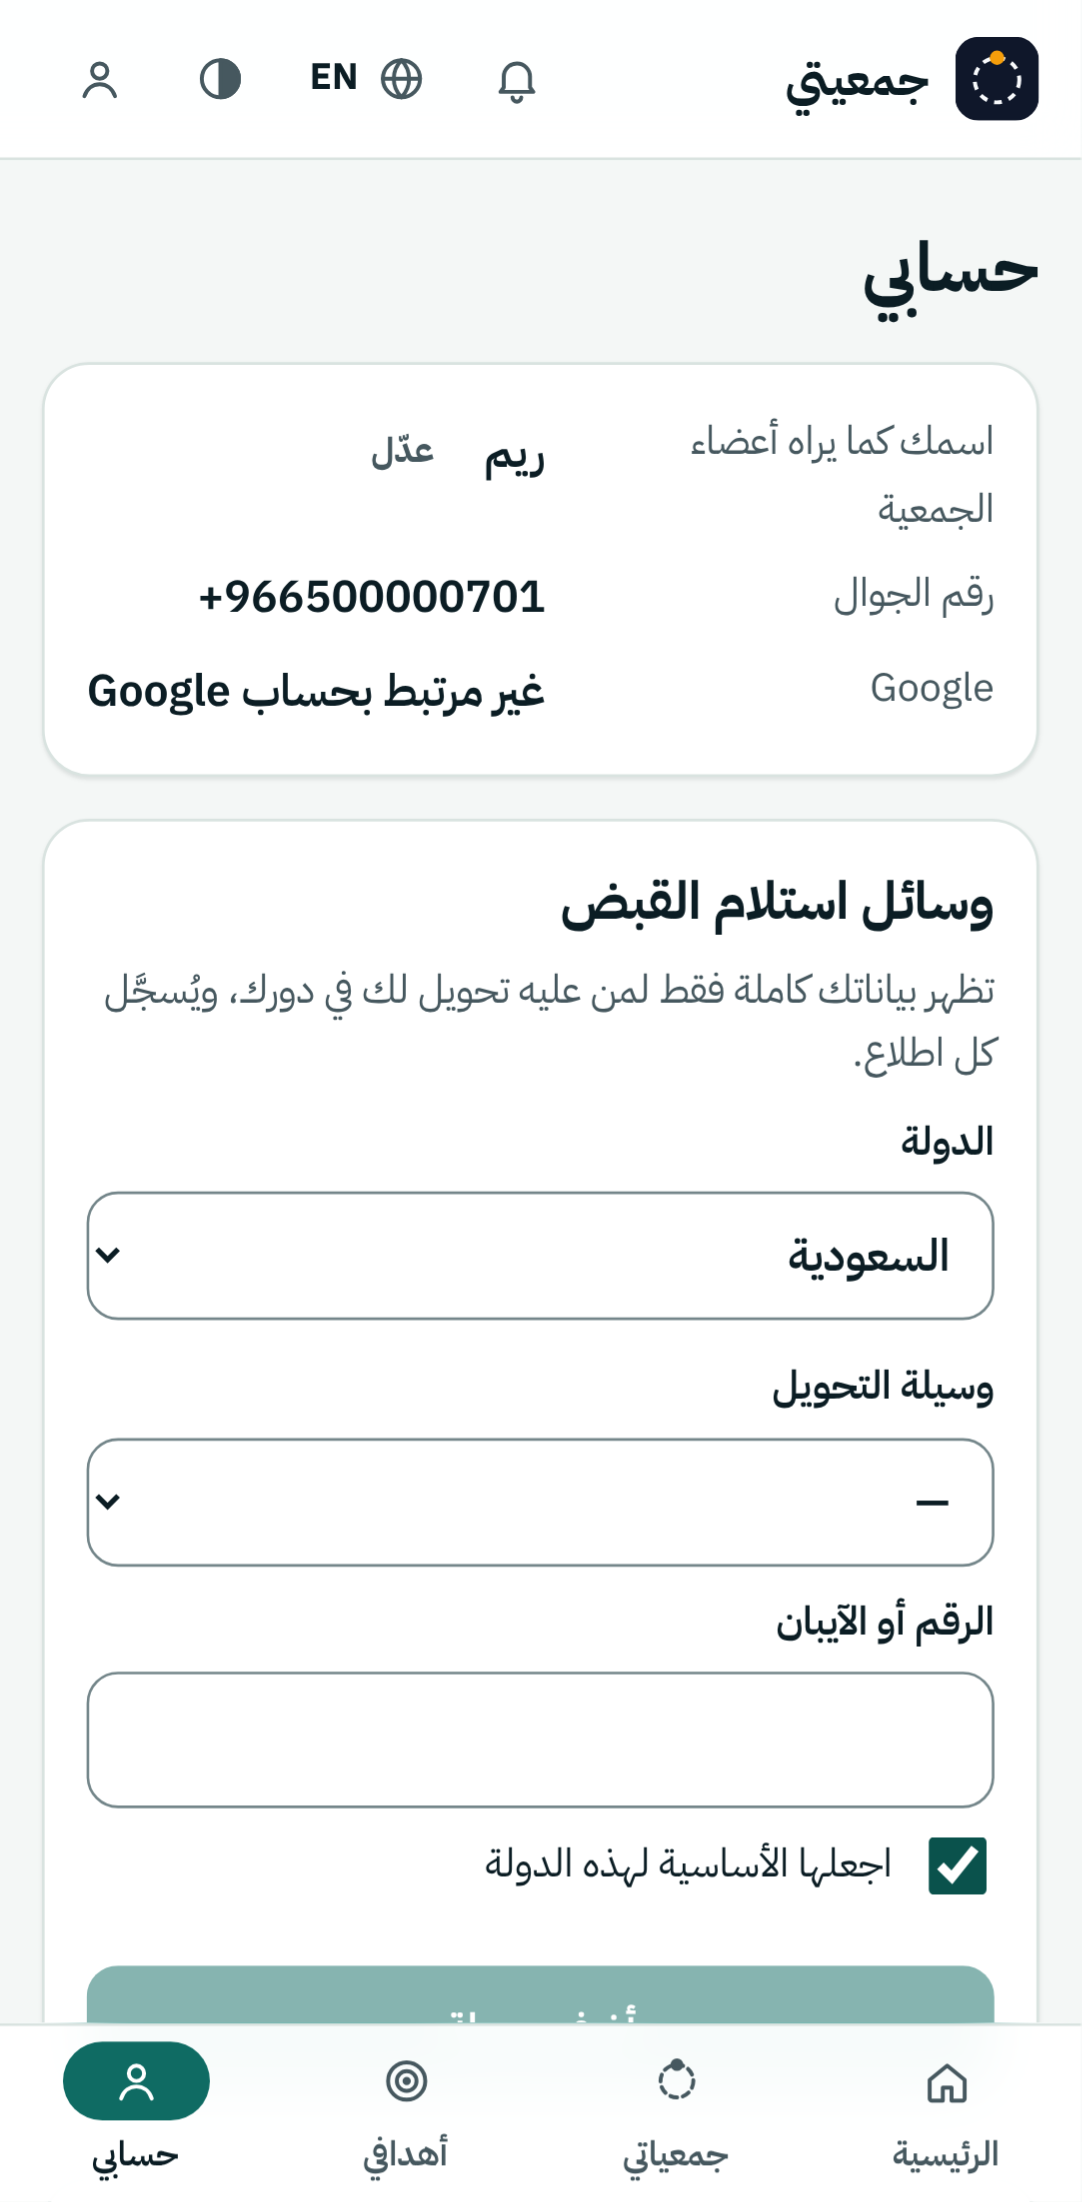 جمعيتي
EN
حسابي
اسمك كما يراه أعضاء الجمعية
ريم
عدّل
رقم الجوال
+966500000701
Google
غير مرتبط بحساب Google
وسائل استلام القبض
تظهر بياناتك كاملة فقط لمن عليه تحويل لك في دورك، ويُسجَّل
كل اطلاع.
الدولة
السعودية
وسيلة التحويل
—
الرقم أو الآيبان
اجعلها الأساسية لهذه الدولة
الرئيسية
جمعياتي
أهدافي
حسابي